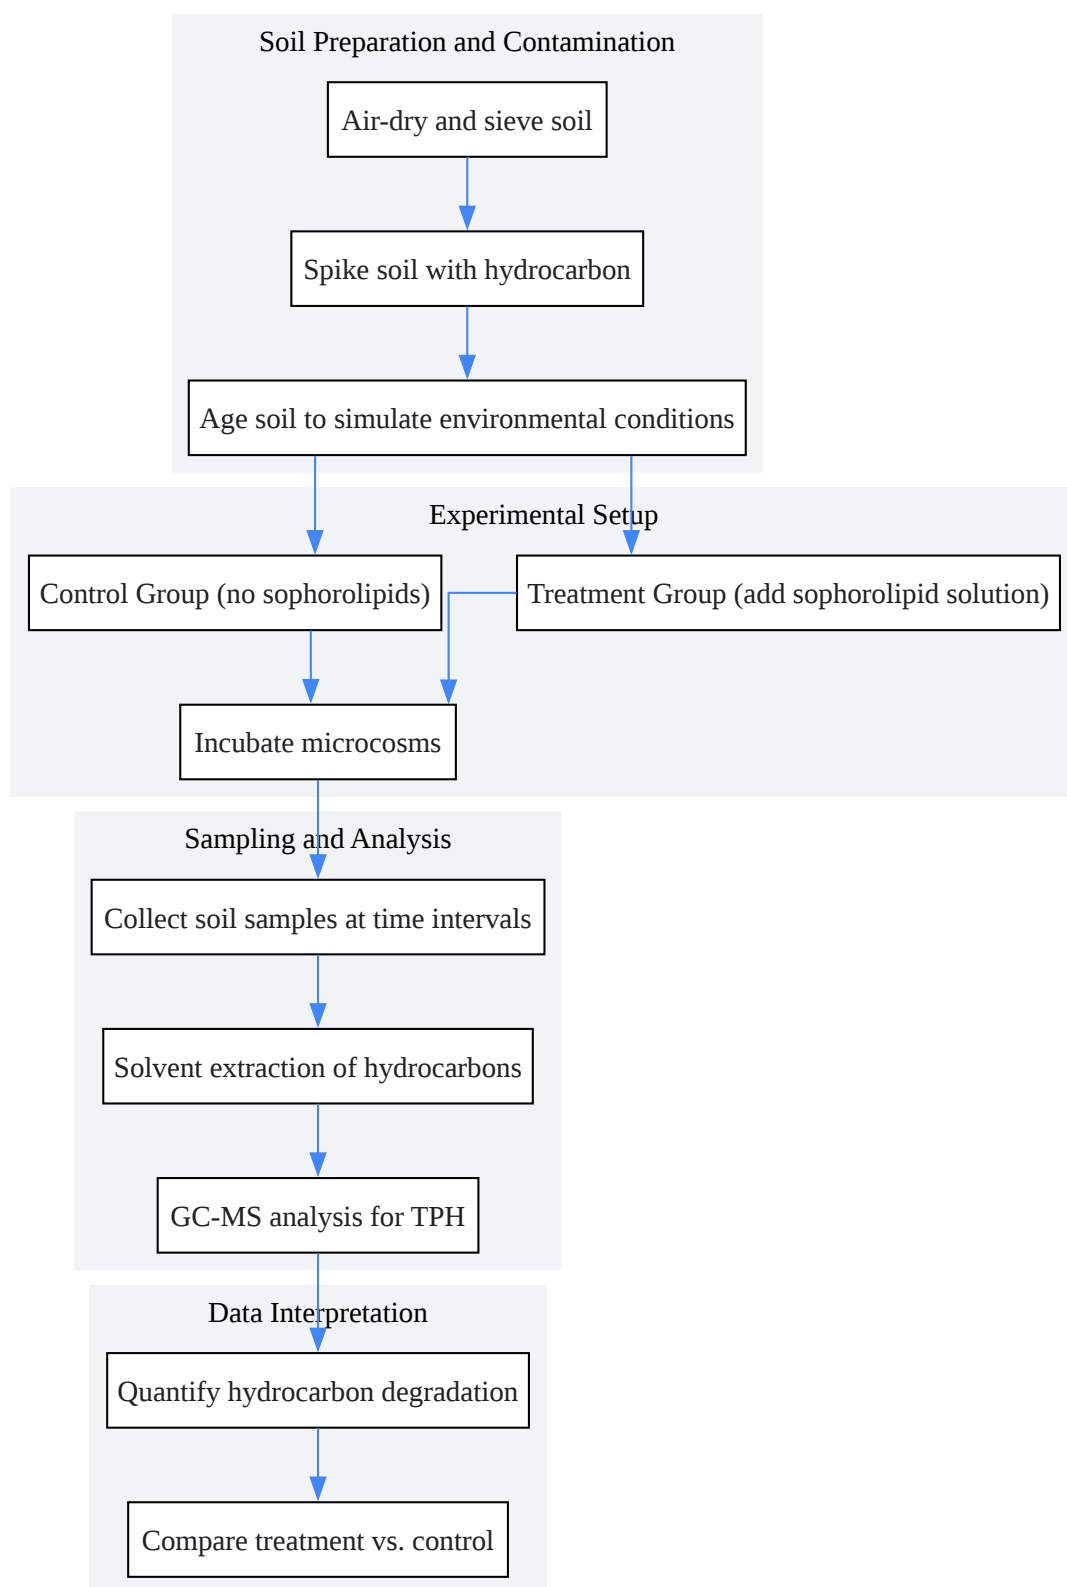 Soil Preparation and Contamination
Air-dry and sieve soil
Spike soil with hydrocarbon
Age soil to simulate environmental conditions
Experimental Setup
Control Group (no sophorolipids)
Treatment Group (add sophorolipid solution)
Incubate microcosms
Sampling and Analysis
Collect soil samples at time intervals
Solvent extraction of hydrocarbons
GC-MS analysis for TPH
Data Interpretation
Quantify hydrocarbon degradation
Compare treatment vs. control